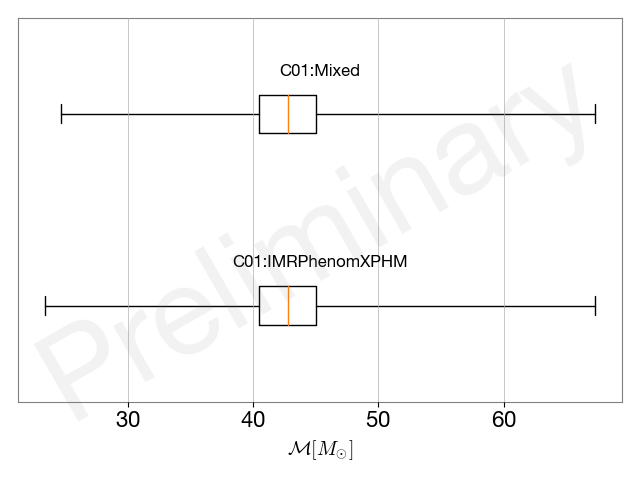 C01:Mixed
Preliminary
C01:IMRPhenomXPHM
30 40 50 60
ℳ[M⊙]